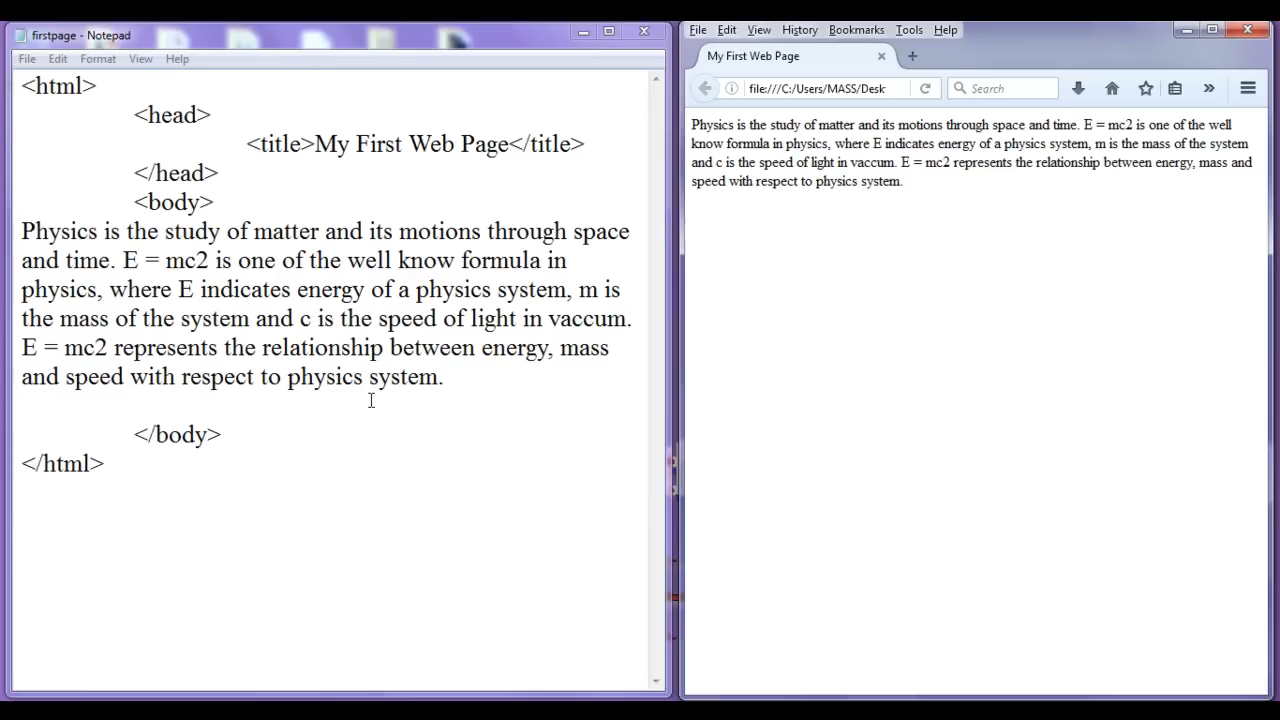 firstpage - Notepad
File Edit Format View Help
<html>
<head>
<title>My First Web Page</title>
</head>
<body>
Physics is the study of matter and its motions through space
and time. E = mc2 is one of the well know formula in
physics, where E indicates energy of a physics system, m is
the mass of the system and c is the speed of light in vaccum.
E = mc2 represents the relationship between energy, mass
and speed with respect to physics system.
</body>
</html>
File Edit View History Bookmarks Tools Help
My First Web Page
file:///C:/Users/MASS/Desk
Search
Physics is the study of matter and its motions through space and time. E = mc2 is one of the well
know formula in physics, where E indicates energy of a physics system, m is the mass of the system
and c is the speed of light in vaccum. E = mc2 represents the relationship between energy, mass and
speed with respect to physics system.